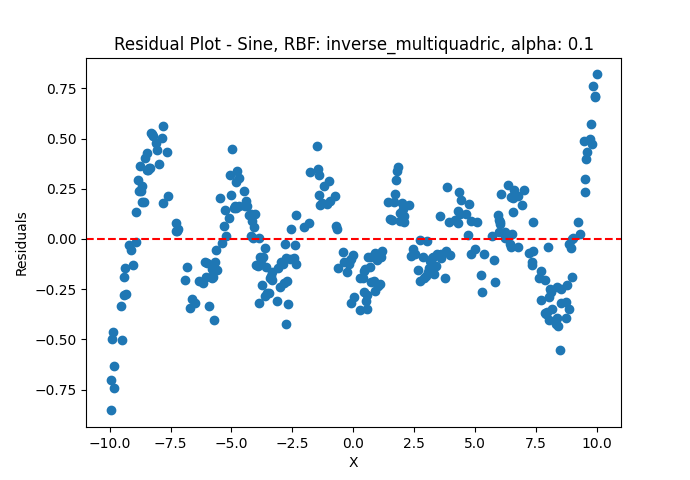 Residual Plot - Sine, RBF: inverse_multiquadric, alpha: 0.1
Residuals
0.75
0.50
0.25
0.00
−0.25
−0.50
−0.75
−10.0 −7.5 −5.0 −2.5 0.0 2.5 5.0 7.5 10.0
X